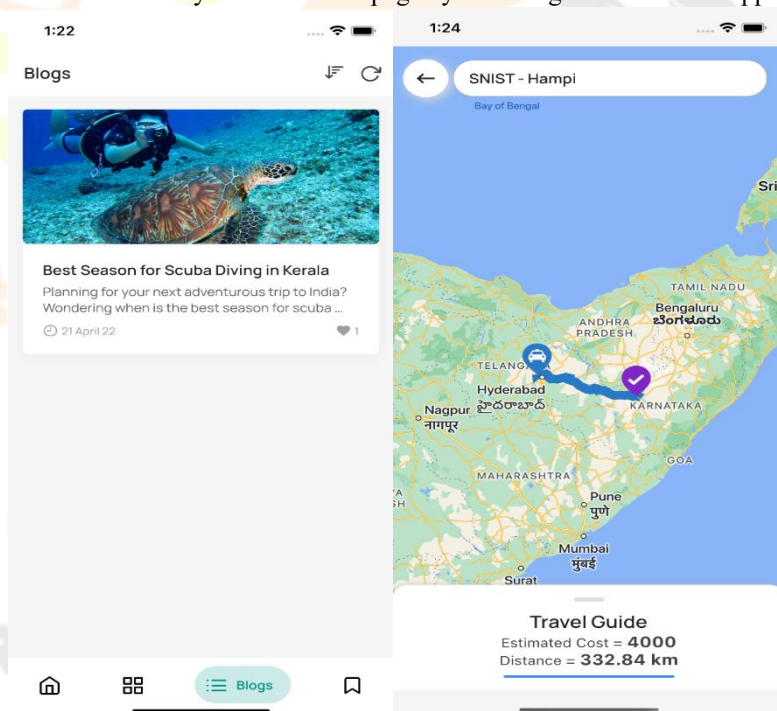 1:22
Blogs
Best Season for Scuba Diving in Kerala
Planning for your next adventurous trip to India?
Wondering when is the best season for scuba ...
21 April 22
1
Blogs
1:24
SNIST - Hampi
Bay of Bengal
Sri
TAMIL NADU
Bengaluru
ಬೆಂಗಳೂರು
ANDHRA
PRADESH
TELANGA
Hyderabad
హైదరాబాద్
KARNATAKA
Nagpur
नागपूर
GOA
MAHARASHTRA
Pune
पुणे
Mumbai
मुंबई
Surat
Travel Guide
Estimated Cost = 4000
Distance = 332.84 km